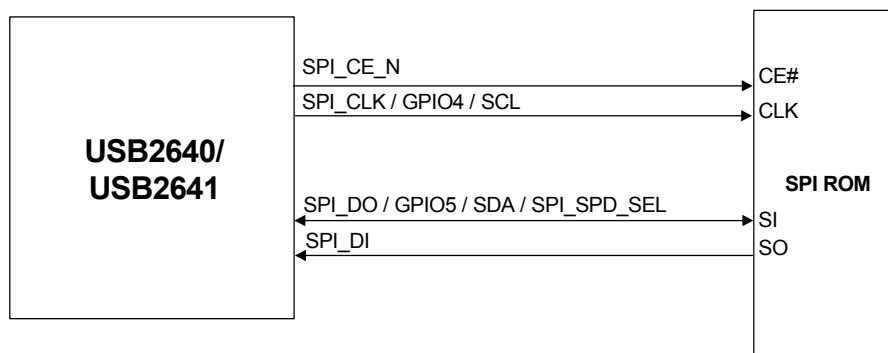 SPI_CE_N
CE#
SPI_CLK / GPIO4 / SCL
CLK
USB2640/
USB2641
SPI ROM
SPI_DO / GPIO5 / SDA / SPI_SPD_SEL
SI
SPI_DI
SO